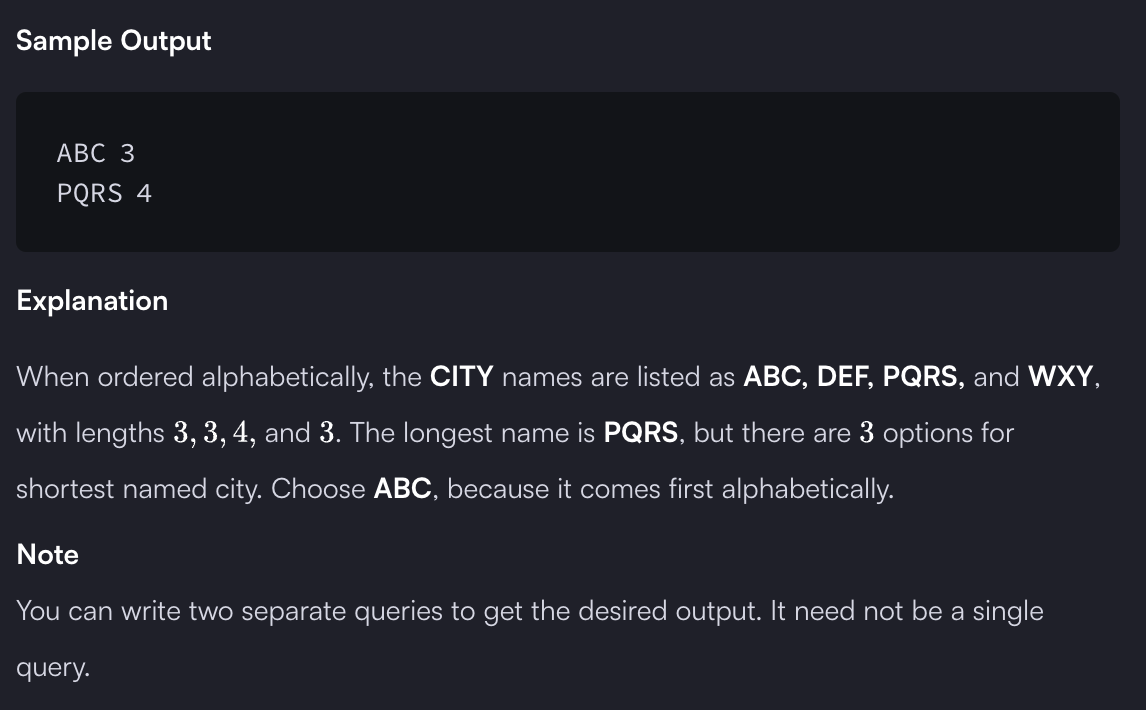 Sample Output
ABC 3
PQRS 4
Explanation
When ordered alphabetically, the CITY names are listed as ABC, DEF, PQRS, and WXY,
with lengths 3, 3, 4, and 3. The longest name is PQRS, but there are 3 options for
shortest named city. Choose ABC, because it comes first alphabetically.
Note
You can write two separate queries to get the desired output. It need not be a single
query.